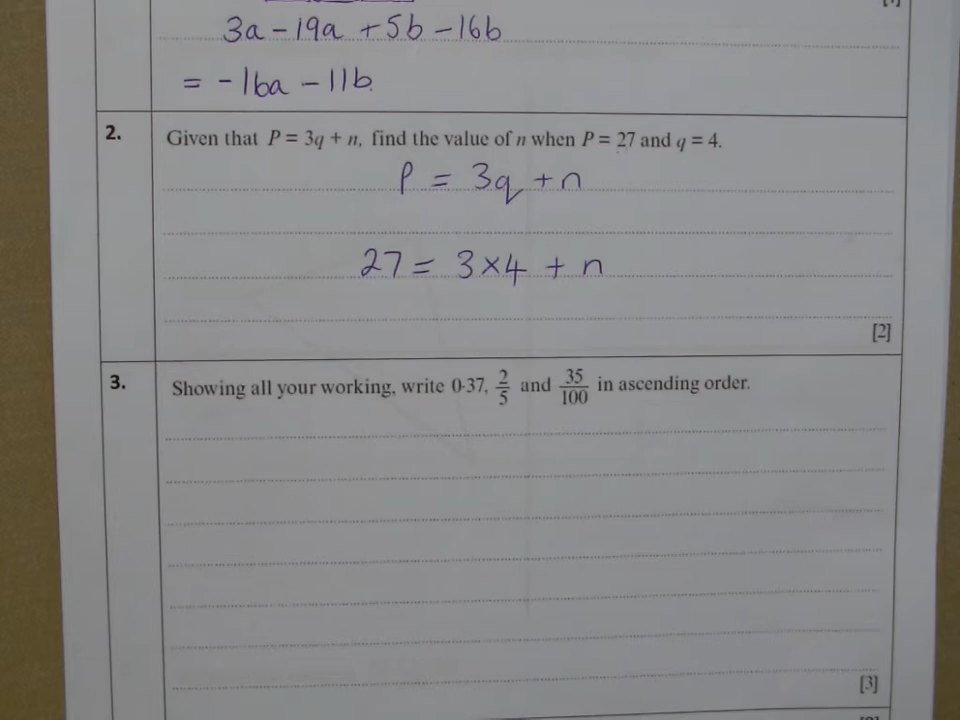 3a - 19a + 5b - 16b
= -16a - 11b.
2. Given that P = 3q + n, find the value of n when P = 27 and q = 4.
P = 3q + n
27 = 3 × 4 + n
[2]
3. Showing all your working, write 0·37, 2/5 and 35/100 in ascending order.
[3]